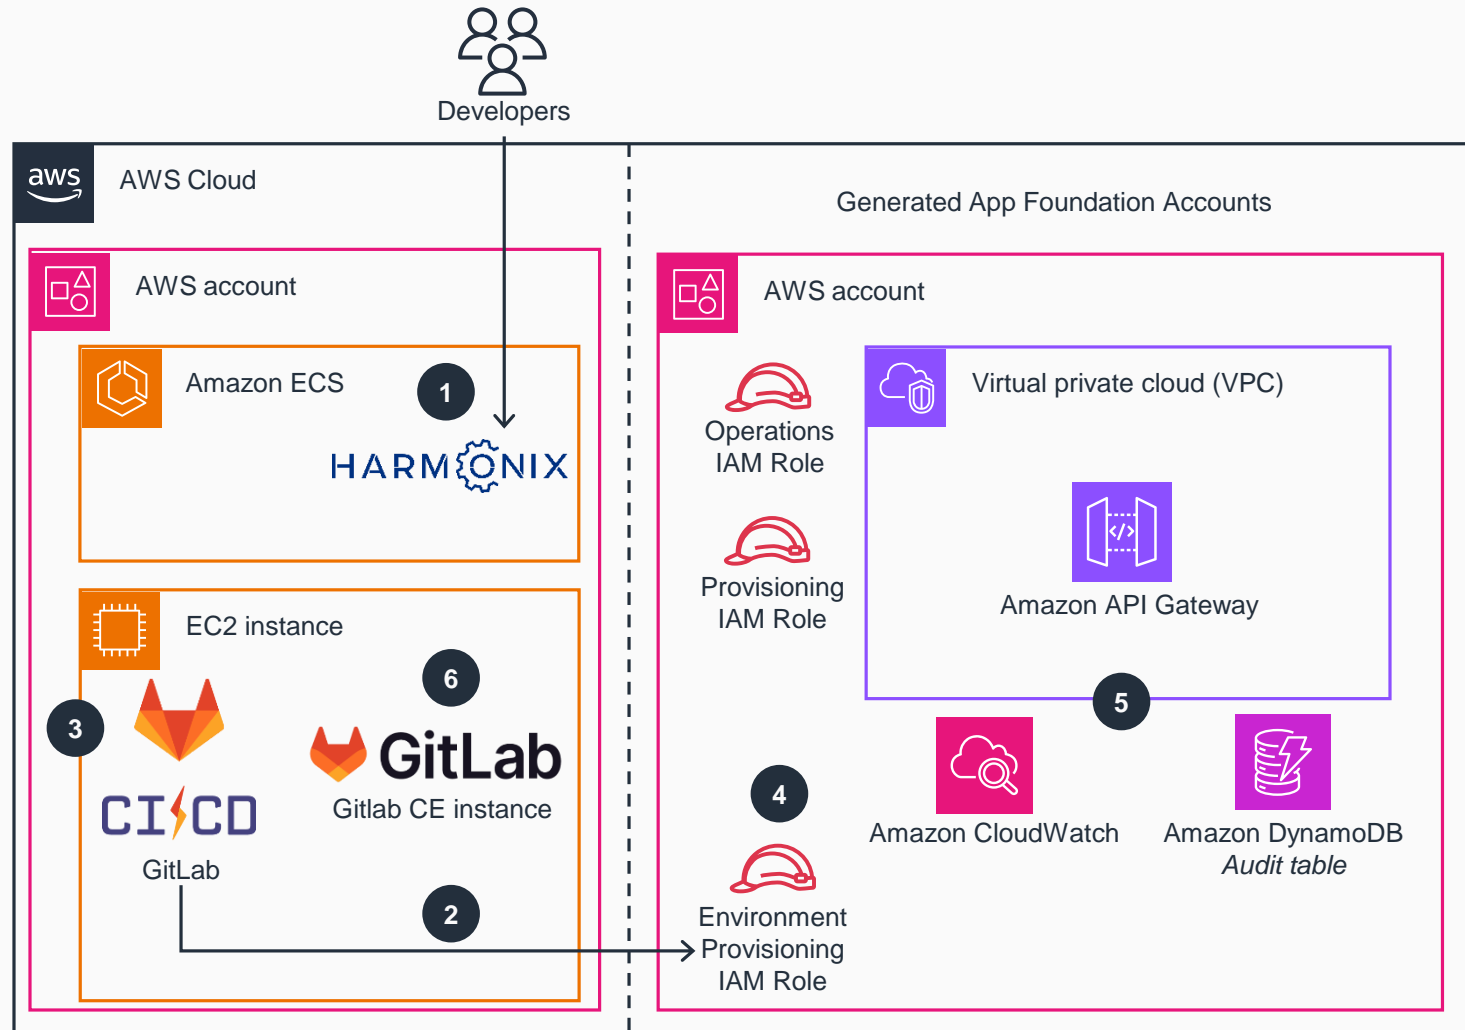 Developers
aws
AWS Cloud
Generated App Foundation Accounts
AWS account
AWS account
Amazon ECS
1
HARMONIX
Operations
IAM Role
Virtual private cloud (VPC)
</>
Amazon API Gateway
Provisioning
IAM Role
EC2 instance
6
3
GitLab
Gitlab CE instance
CI/CD
GitLab
2
5
4
Amazon CloudWatch
Amazon DynamoDB
Audit table
Environment
Provisioning
IAM Role